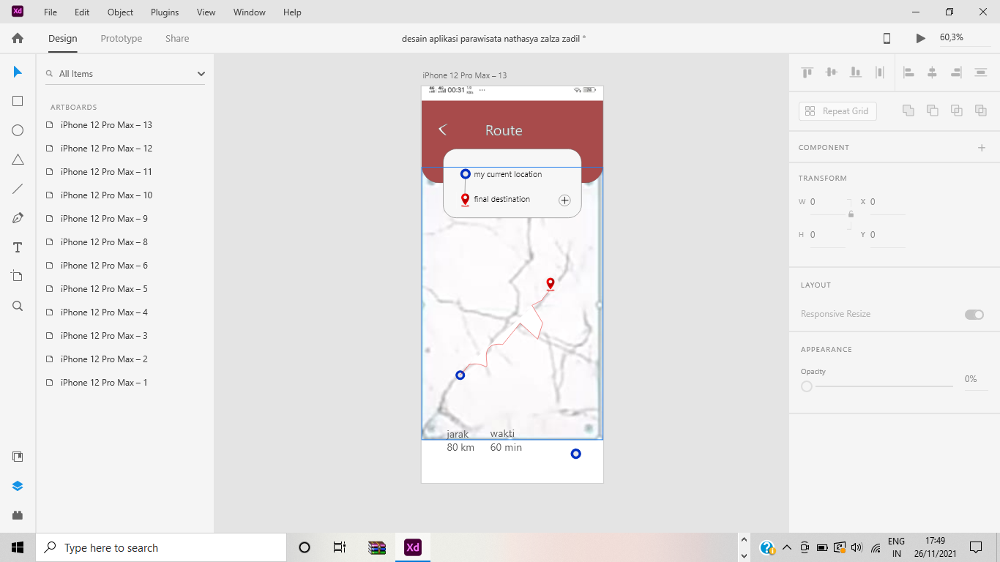 Xd File Edit Object Plugins View Window Help
Design Prototype Share desain aplikasi parawisata nathasya zalza zadil * 60,3%
All Items
ARTBOARDS
iPhone 12 Pro Max – 13
iPhone 12 Pro Max – 12
iPhone 12 Pro Max – 11
iPhone 12 Pro Max – 10
iPhone 12 Pro Max – 9
iPhone 12 Pro Max – 8
iPhone 12 Pro Max – 6
iPhone 12 Pro Max – 5
iPhone 12 Pro Max – 4
iPhone 12 Pro Max – 3
iPhone 12 Pro Max – 2
iPhone 12 Pro Max – 1
iPhone 12 Pro Max – 13
00:31 ...
Route
my current location
final destination
jarak wakti
80 km 60 min
Repeat Grid
COMPONENT
TRANSFORM
W 0 X 0
H 0 Y 0
LAYOUT
Responsive Resize
APPEARANCE
Opacity
0%
Type here to search
Xd
ENG
IN
17:49
26/11/2021